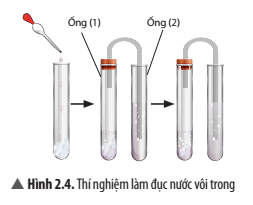 Ống (1) Ống (2)
▲ Hình 2.4. Thí nghiệm làm đục nước vôi trong